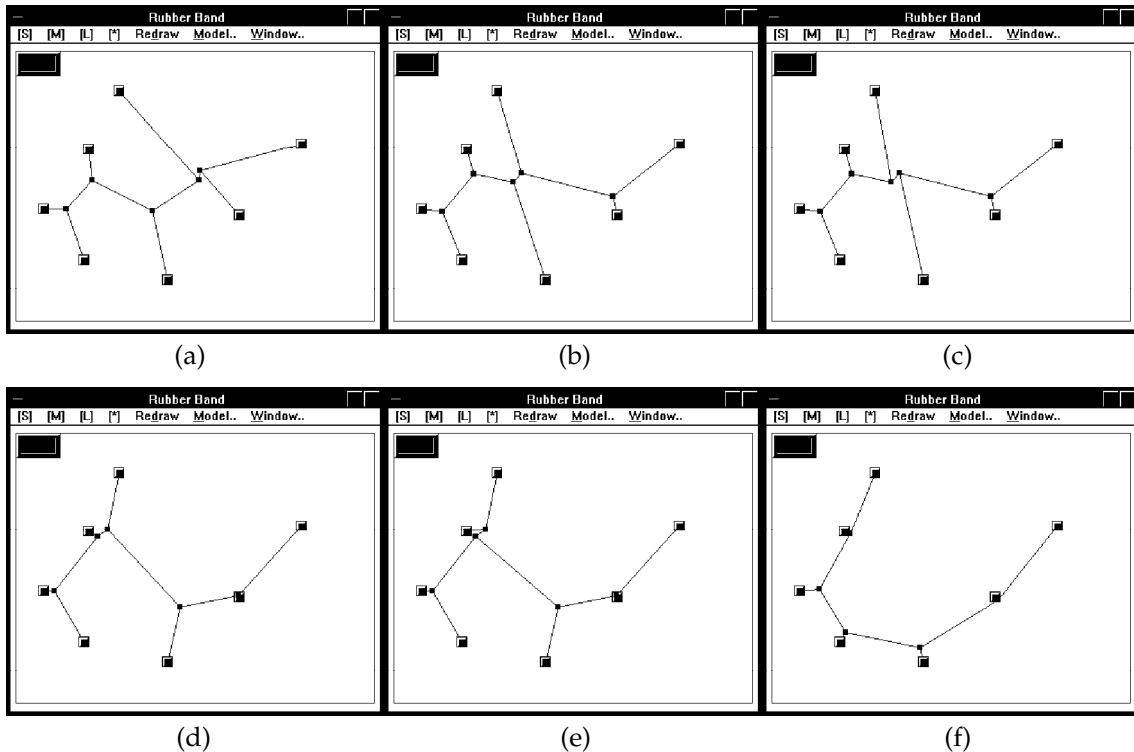 Rubber Band
[S] [M] [L] [*] Redraw Model.. Window..
(a)
Rubber Band
[S] [M] [L] [*] Redraw Model.. Window..
(b)
Rubber Band
[S] [M] [L] [*] Redraw Model.. Window..
(c)
Rubber Band
[S] [M] [L] [*] Redraw Model.. Window..
(d)
Rubber Band
[S] [M] [L] [*] Redraw Model.. Window..
(e)
Rubber Band
[S] [M] [L] [*] Redraw Model.. Window..
(f)